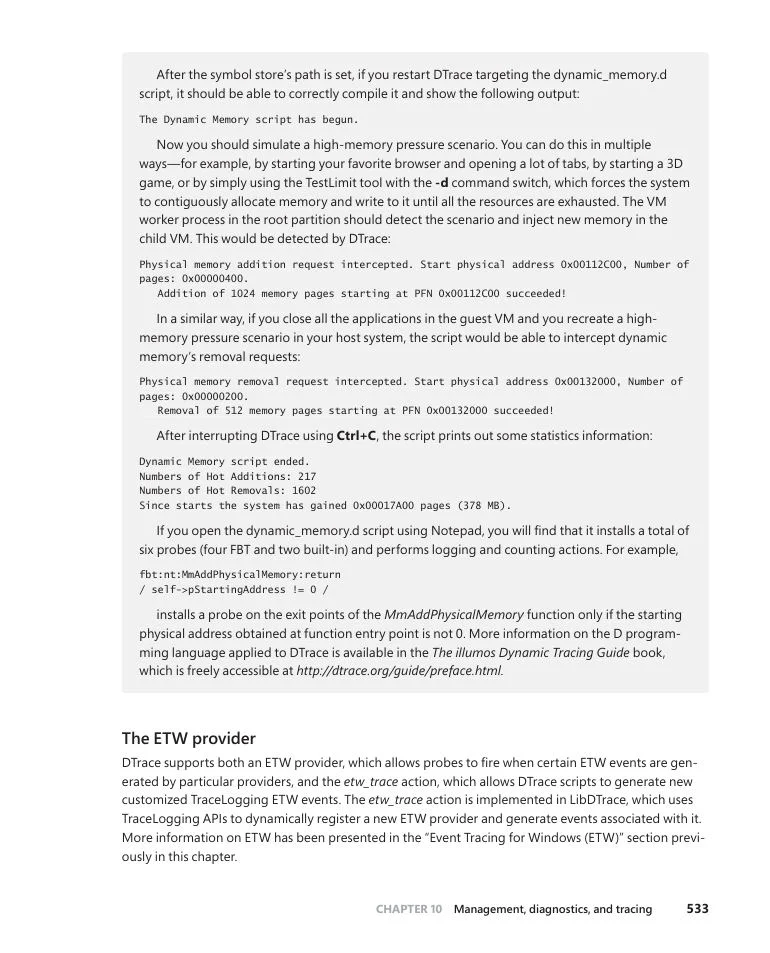 After the symbol store’s path is set, if you restart DTrace targeting the dynamic_memory.d
script, it should be able to correctly compile it and show the following output:
The Dynamic Memory script has begun.
Now you should simulate a high-memory pressure scenario. You can do this in multiple
ways—for example, by starting your favorite browser and opening a lot of tabs, by starting a 3D
game, or by simply using the TestLimit tool with the -d command switch, which forces the system
to contiguously allocate memory and write to it until all the resources are exhausted. The VM
worker process in the root partition should detect the scenario and inject new memory in the
child VM. This would be detected by DTrace:
Physical memory addition request intercepted. Start physical address 0x00112C00, Number of
pages: 0x00000400.
Addition of 1024 memory pages starting at PFN 0x00112C00 succeeded!
In a similar way, if you close all the applications in the guest VM and you recreate a high-
memory pressure scenario in your host system, the script would be able to intercept dynamic
memory’s removal requests:
Physical memory removal request intercepted. Start physical address 0x00132000, Number of
pages: 0x00000200.
Removal of 512 memory pages starting at PFN 0x00132000 succeeded!
After interrupting DTrace using Ctrl+C, the script prints out some statistics information:
Dynamic Memory script ended.
Numbers of Hot Additions: 217
Numbers of Hot Removals: 1602
Since starts the system has gained 0x00017A00 pages (378 MB).
If you open the dynamic_memory.d script using Notepad, you will find that it installs a total of
six probes (four FBT and two built-in) and performs logging and counting actions. For example,
fbt:nt:MmAddPhysicalMemory:return
/ self->pStartingAddress != 0 /
installs a probe on the exit points of the MmAddPhysicalMemory function only if the starting
physical address obtained at function entry point is not 0. More information on the D program-
ming language applied to DTrace is available in the The illumos Dynamic Tracing Guide book,
which is freely accessible at http://dtrace.org/guide/preface.html.
The ETW provider
DTrace supports both an ETW provider, which allows probes to fire when certain ETW events are gen-
erated by particular providers, and the etw_trace action, which allows DTrace scripts to generate new
customized TraceLogging ETW events. The etw_trace action is implemented in LibDTrace, which uses
TraceLogging APIs to dynamically register a new ETW provider and generate events associated with it.
More information on ETW has been presented in the “Event Tracing for Windows (ETW)” section previ-
ously in this chapter.
CHAPTER 10 Management, diagnostics, and tracing 533